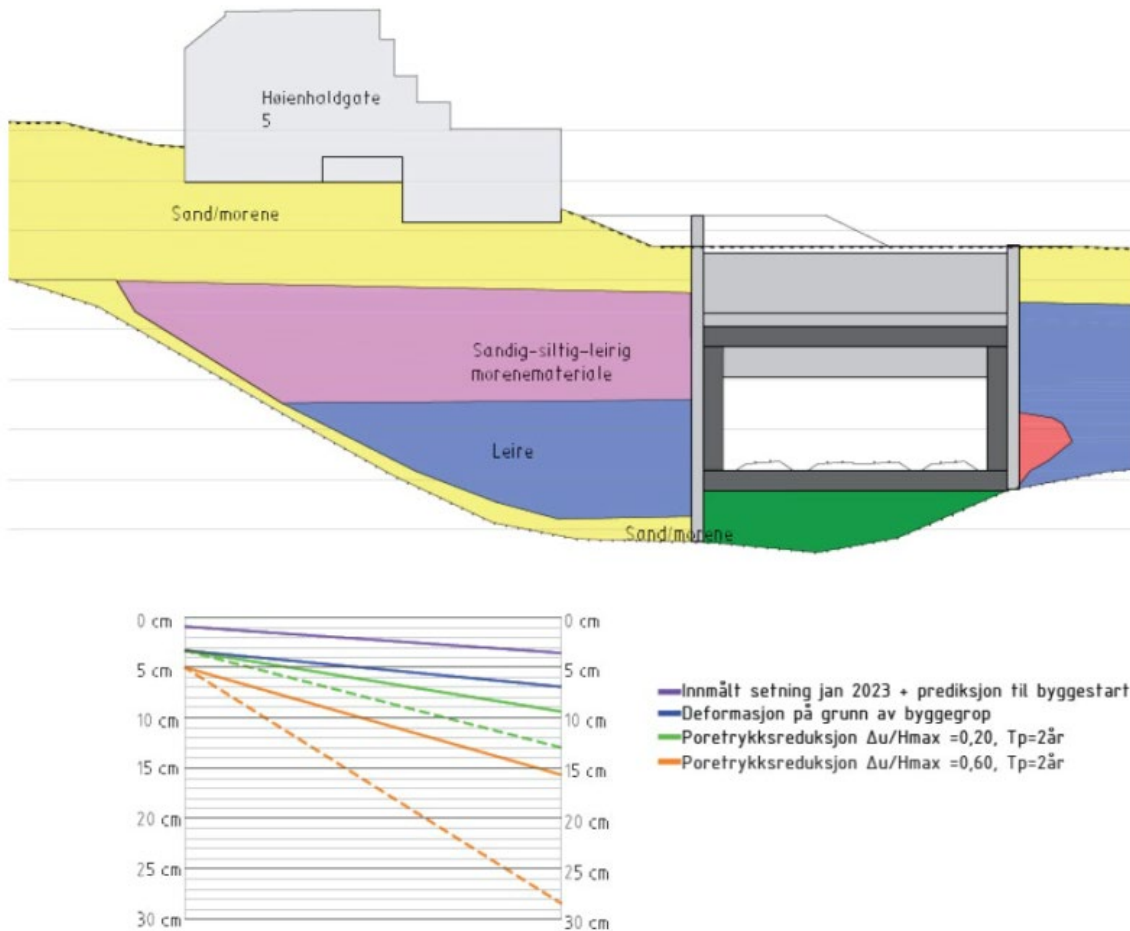 Høienholdgate
5
Sand/morene
Sandig-siltig-leirig
morenemateriale
Leire
Sand/morene
0 cm
5 cm
10 cm
15 cm
20 cm
25 cm
30 cm
0 cm
5 cm
10 cm
15 cm
20 cm
25 cm
30 cm
Innmålt setning jan 2023 + prediksjon til byggestart
Deformasjon på grunn av byggegrop
Poretrykksreduksjon Δu/Hmax =0,20, Tp=2år
Poretrykksreduksjon Δu/Hmax =0,60, Tp=2år